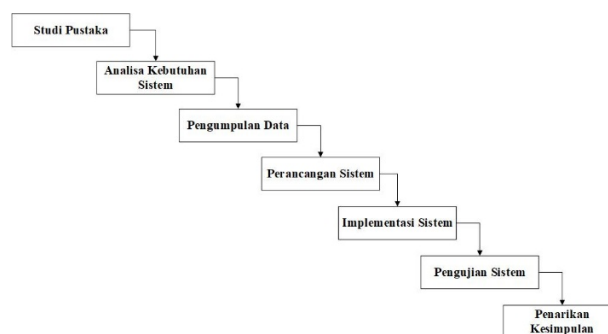 Studi Pustaka
Analisa Kebutuhan
Sistem
Pengumpulan Data
Perancangan Sistem
Implementasi Sistem
Pengujian Sistem
Penarikan
Kesimpulan